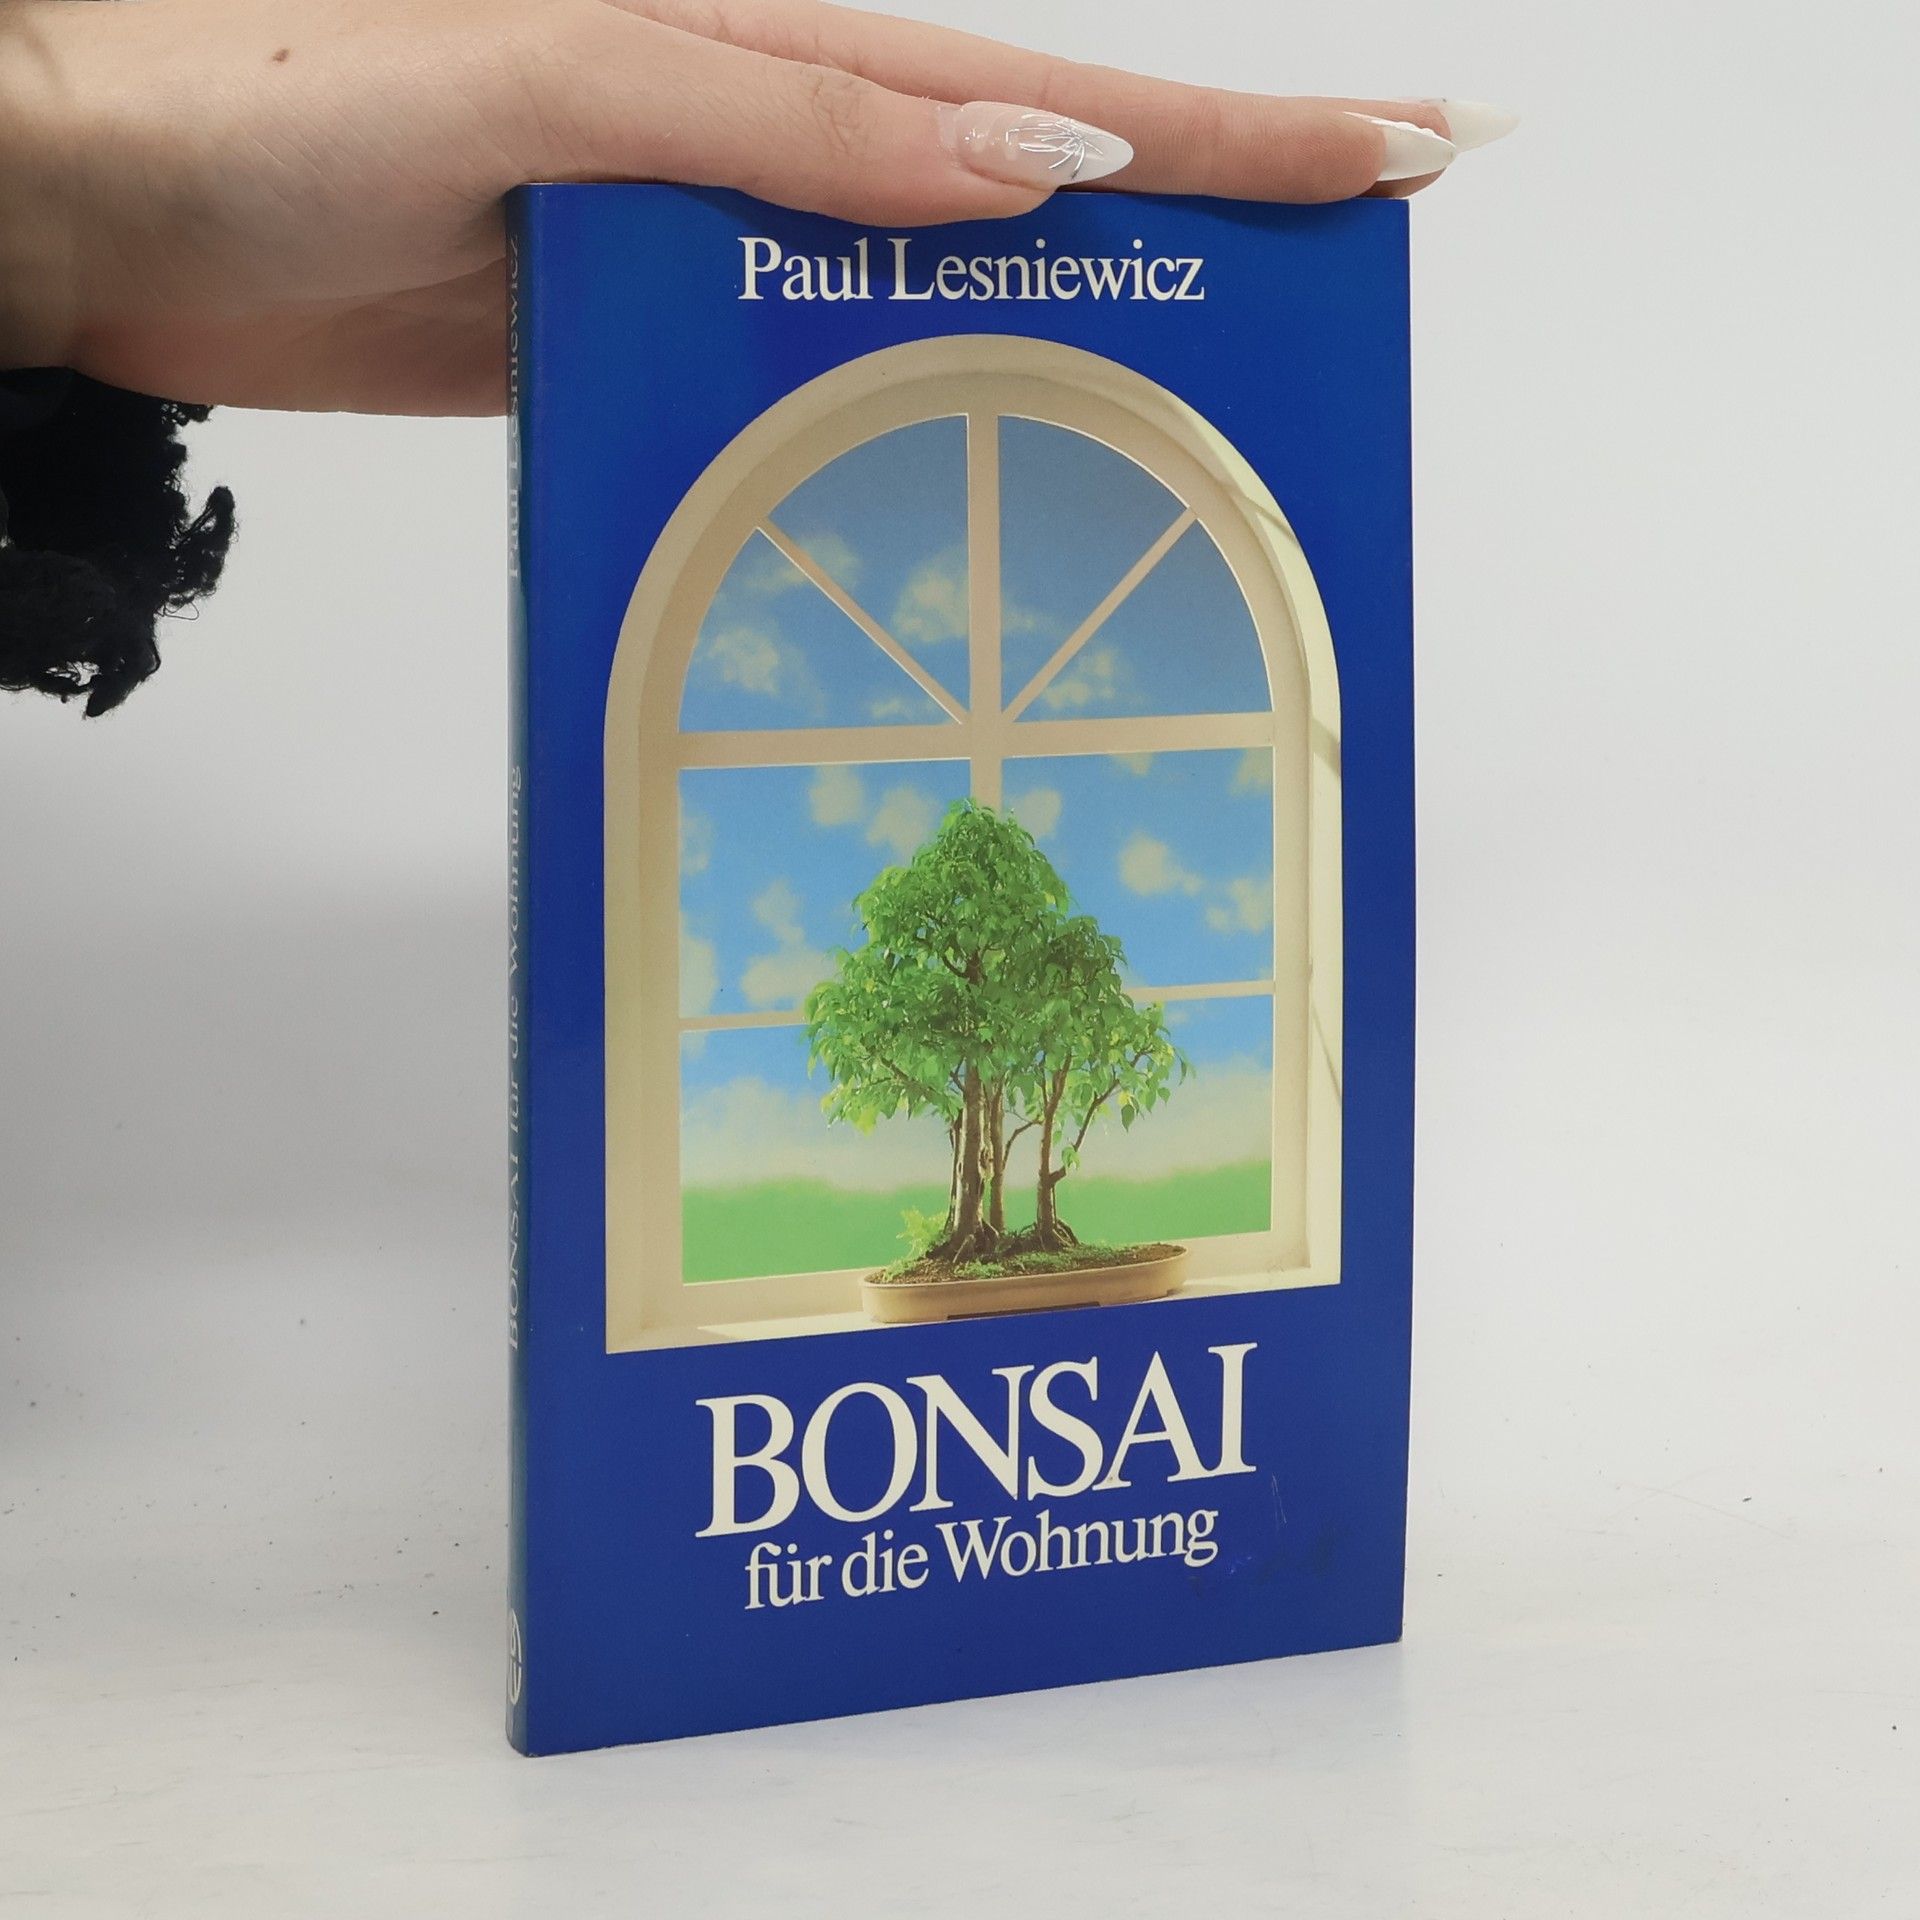 Paul Lesniewicz
BONSAI
für die Wohnung
BONSAI für die Wohnung Paul Lesniewicz